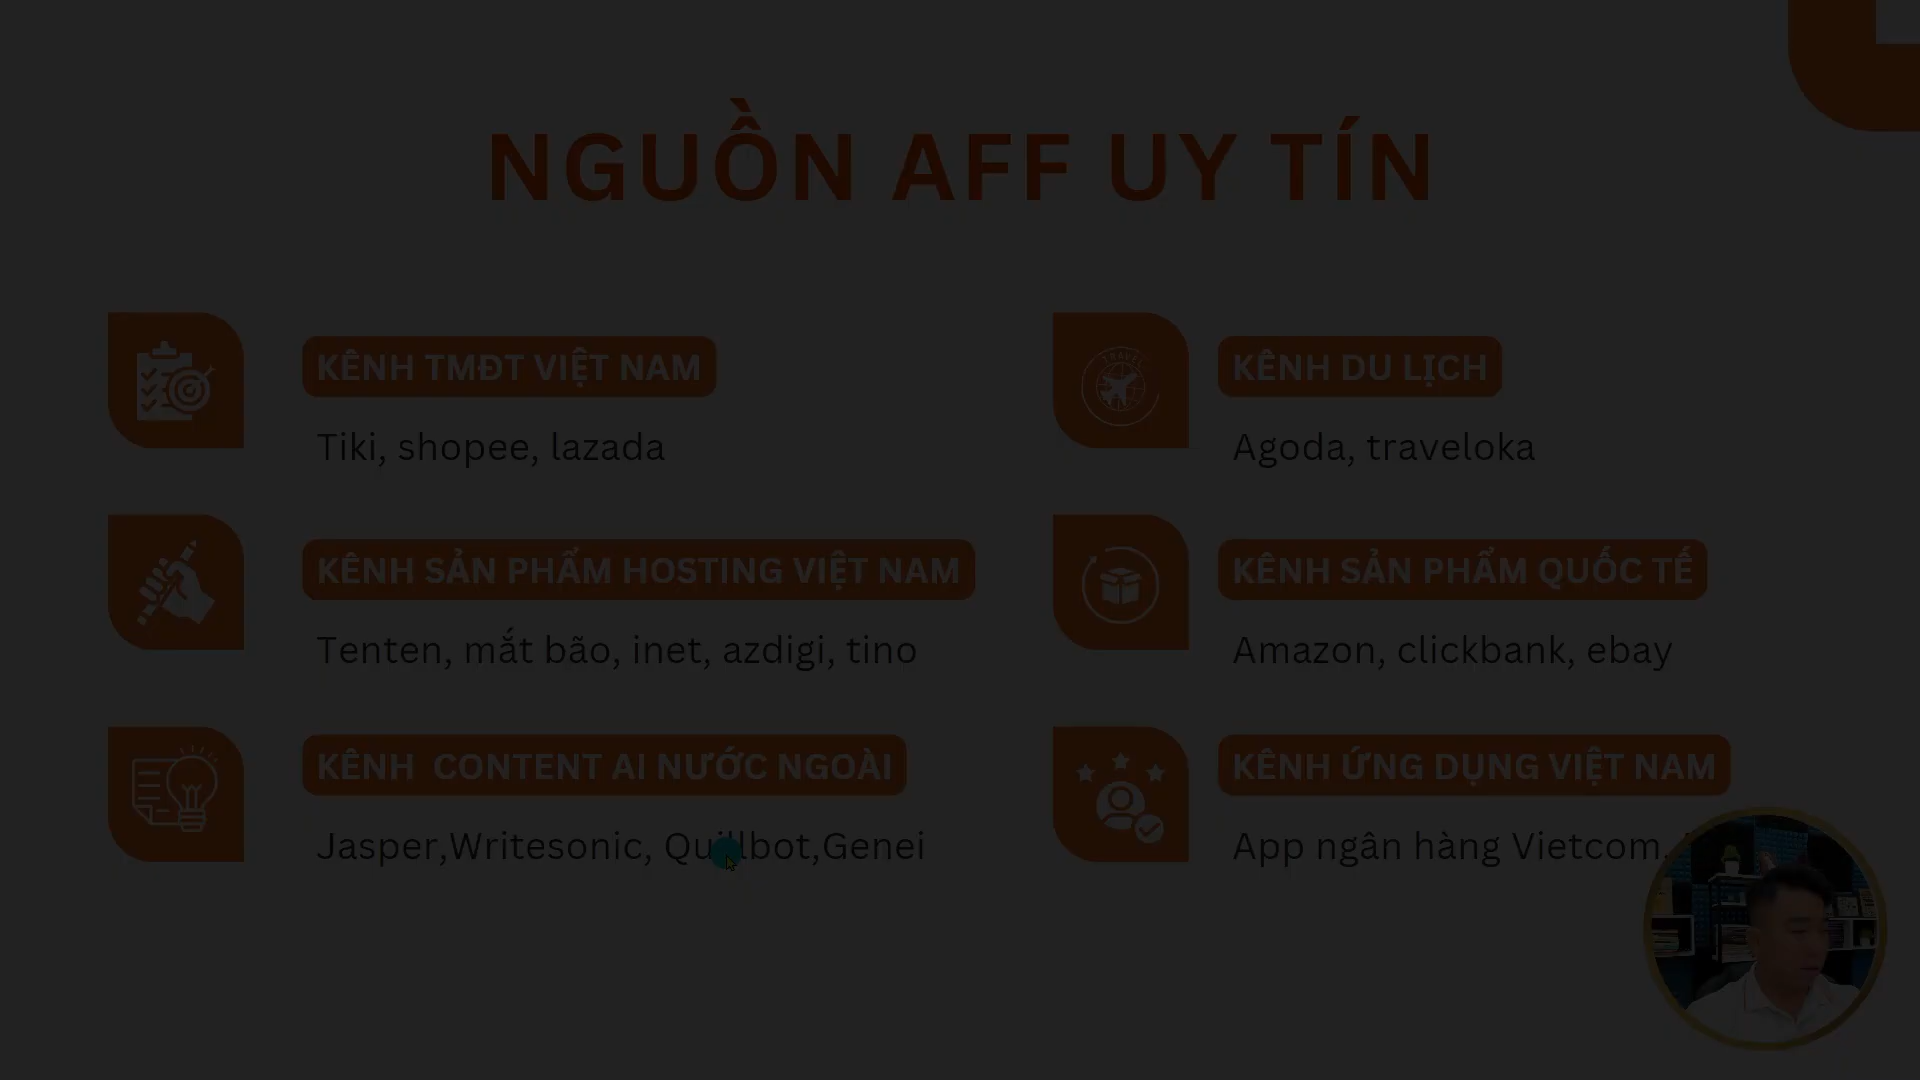 NGUỒN AFF UY TÍN
KÊNH TMĐT VIỆT NAM
Tiki, shopee, lazada
KÊNH DU LỊCH
TRAVEL
Agoda, traveloka
KÊNH SẢN PHẨM HOSTING VIỆT NAM
Tenten, mắt bão, inet, azdigi, tino
KÊNH SẢN PHẨM QUỐC TẾ
Amazon, clickbank, ebay
KÊNH CONTENT AI NƯỚC NGOÀI
Jasper,Writesonic, Quillbot,Genei
KÊNH ỨNG DỤNG VIỆT NAM
App ngân hàng Vietcom.